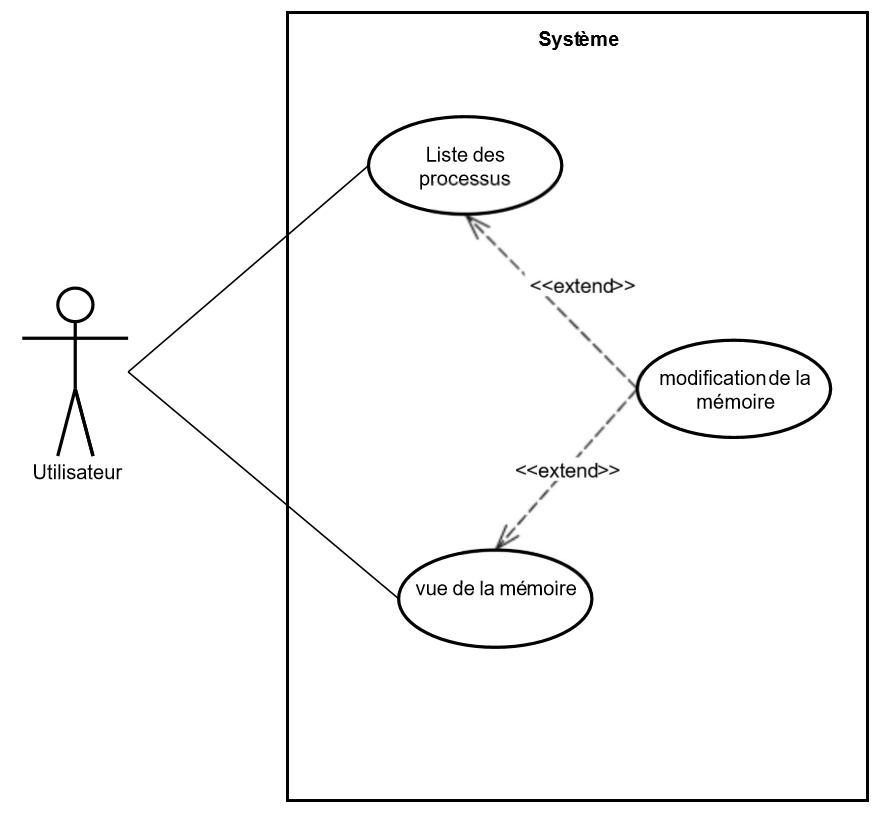 Système
Liste des
processus
<<extend>>
modification de la
mémoire
<<extend>>
Utilisateur
vue de la mémoire